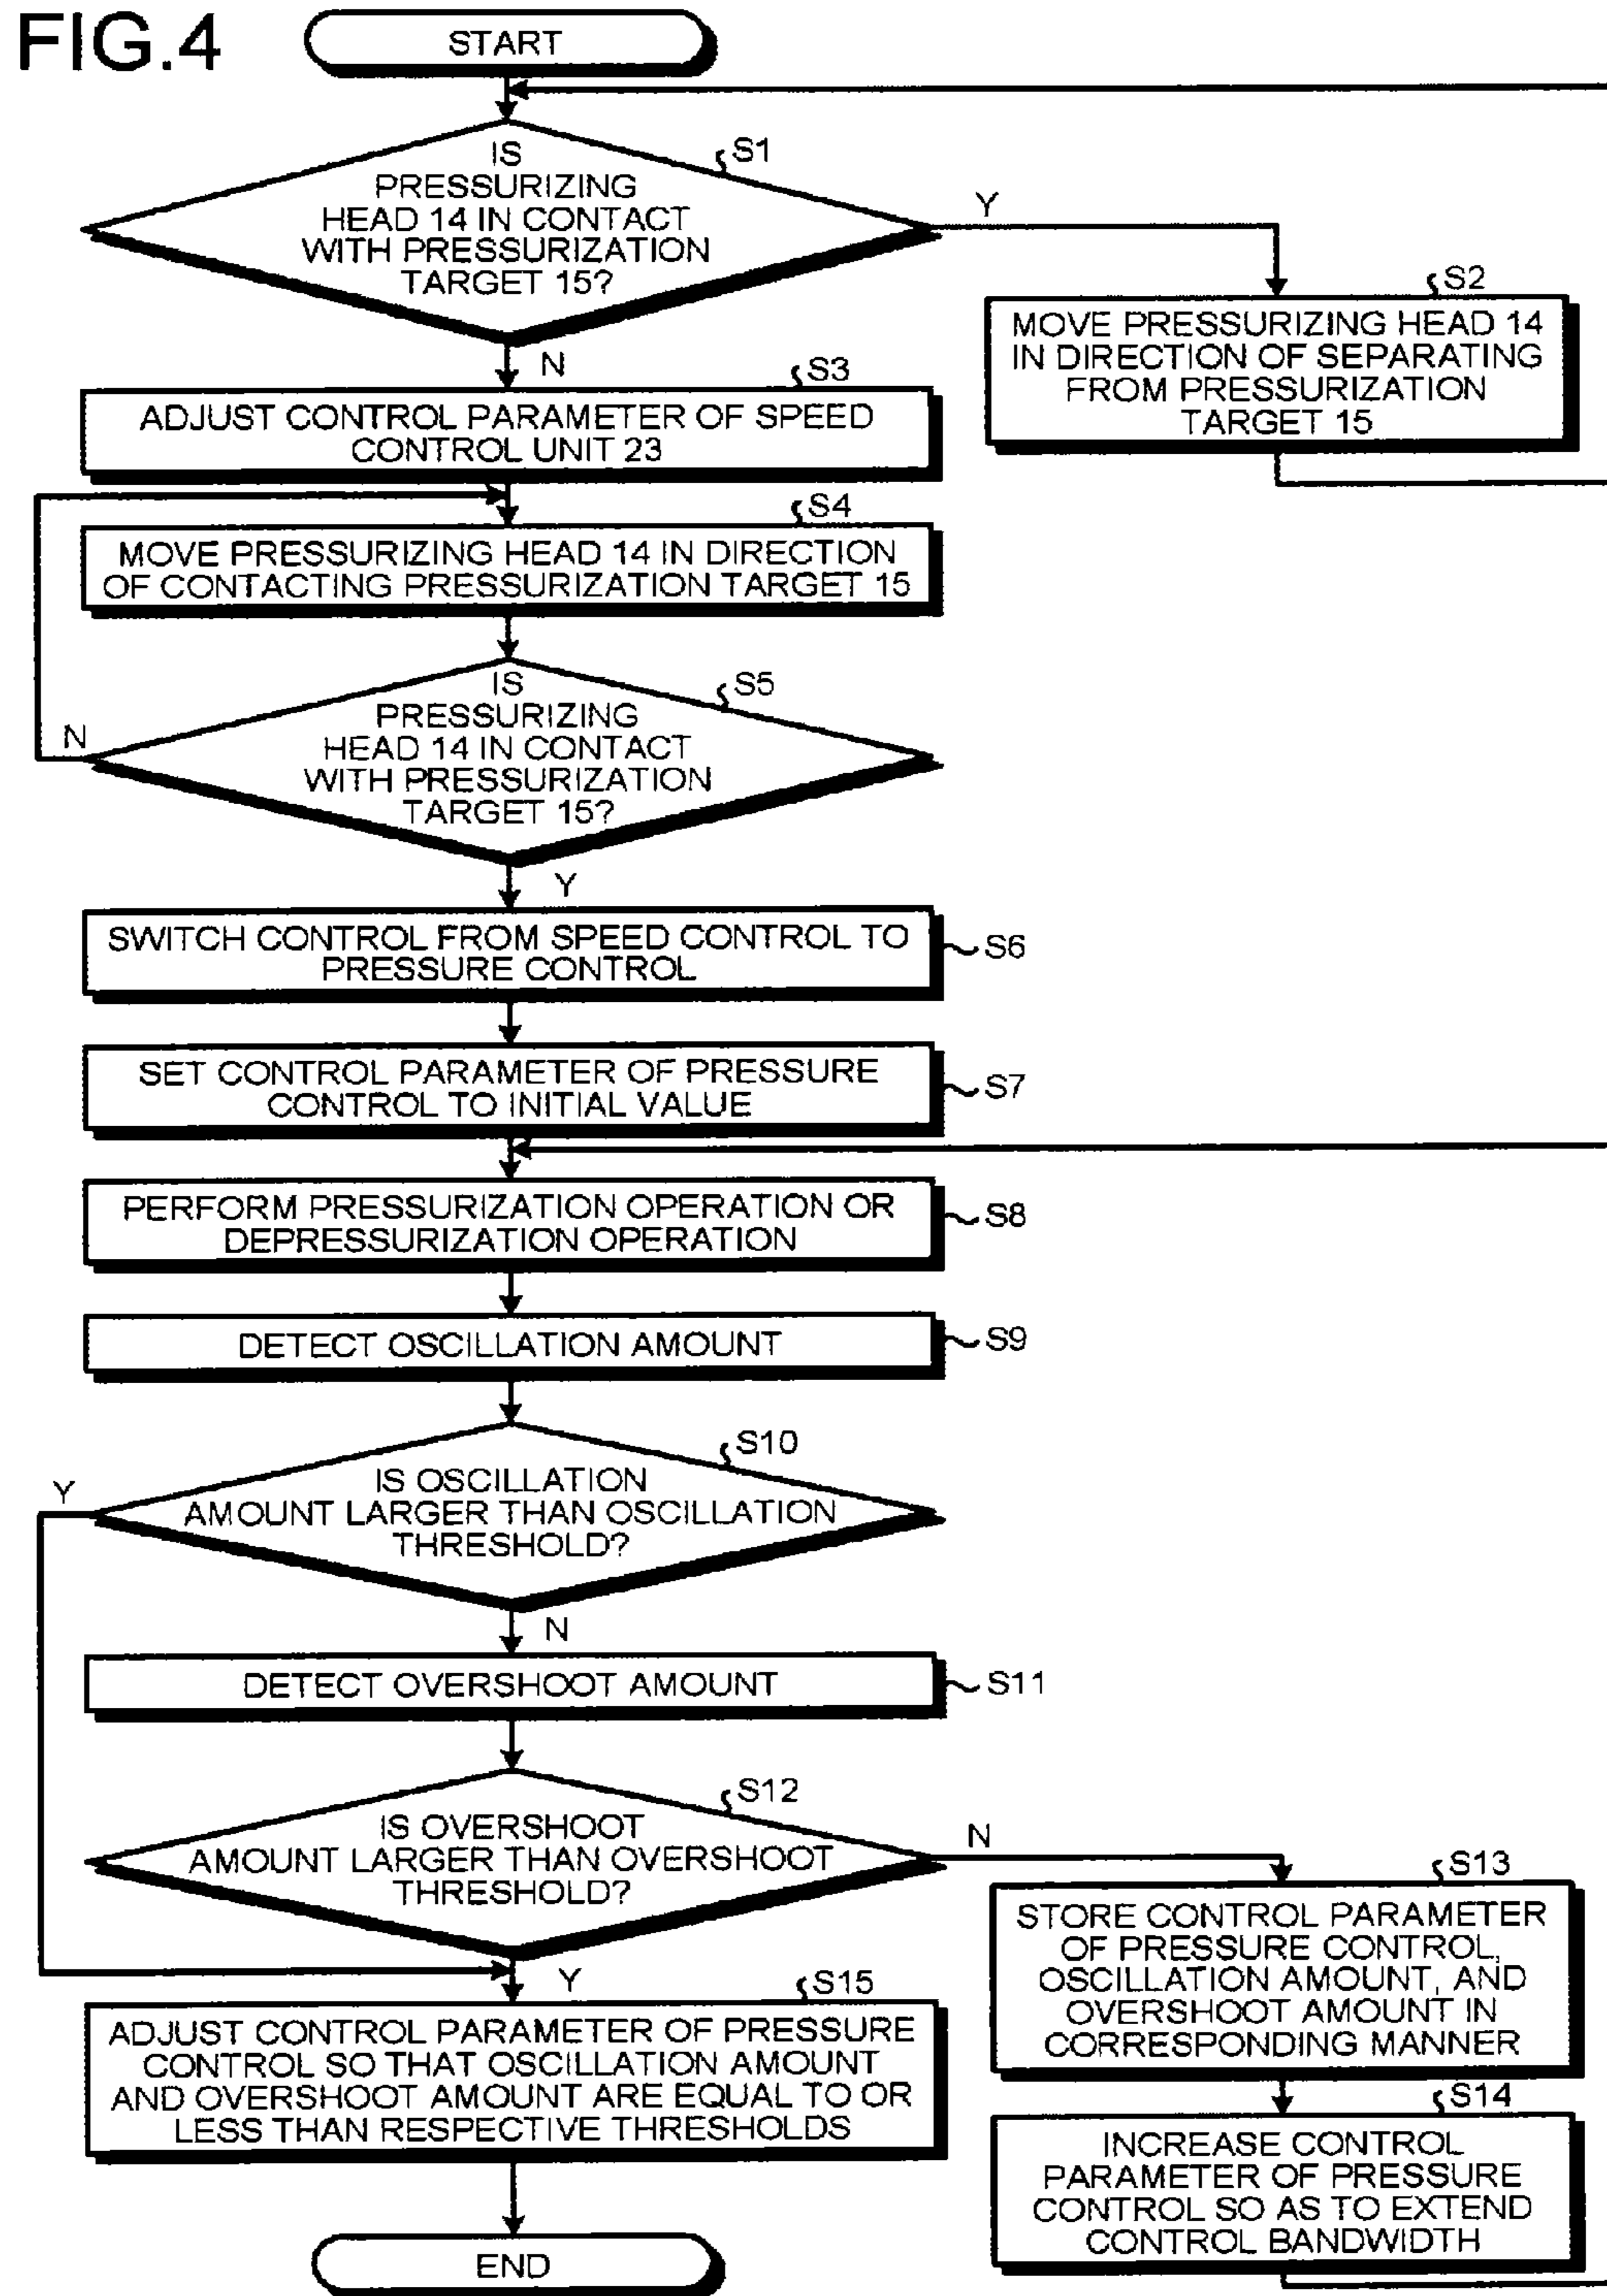 FIG.4
START
IS
PRESSURIZING
HEAD 14 IN CONTACT
WITH PRESSURIZATION
TARGET 15?
S1
Y
N
S2
MOVE PRESSURIZING HEAD 14
IN DIRECTION OF SEPARATING
FROM PRESSURIZATION
TARGET 15
S3
ADJUST CONTROL PARAMETER OF SPEED
CONTROL UNIT 23
S4
MOVE PRESSURIZING HEAD 14 IN DIRECTION
OF CONTACTING PRESSURIZATION TARGET 15
IS
PRESSURIZING
HEAD 14 IN CONTACT
WITH PRESSURIZATION
TARGET 15?
S5
N
Y
SWITCH CONTROL FROM SPEED CONTROL TO
PRESSURE CONTROL
S6
SET CONTROL PARAMETER OF PRESSURE
CONTROL TO INITIAL VALUE
S7
PERFORM PRESSURIZATION OPERATION OR
DEPRESSURIZATION OPERATION
S8
DETECT OSCILLATION AMOUNT
S9
S10
IS OSCILLATION
AMOUNT LARGER THAN OSCILLATION
THRESHOLD?
Y
N
DETECT OVERSHOOT AMOUNT
S11
S12
IS OVERSHOOT
AMOUNT LARGER THAN OVERSHOOT
THRESHOLD?
N
Y
S13
STORE CONTROL PARAMETER
OF PRESSURE CONTROL,
OSCILLATION AMOUNT, AND
OVERSHOOT AMOUNT IN
CORRESPONDING MANNER
S14
INCREASE CONTROL
PARAMETER OF PRESSURE
CONTROL SO AS TO EXTEND
CONTROL BANDWIDTH
S15
ADJUST CONTROL PARAMETER OF PRESSURE
CONTROL SO THAT OSCILLATION AMOUNT
AND OVERSHOOT AMOUNT ARE EQUAL TO OR
LESS THAN RESPECTIVE THRESHOLDS
END